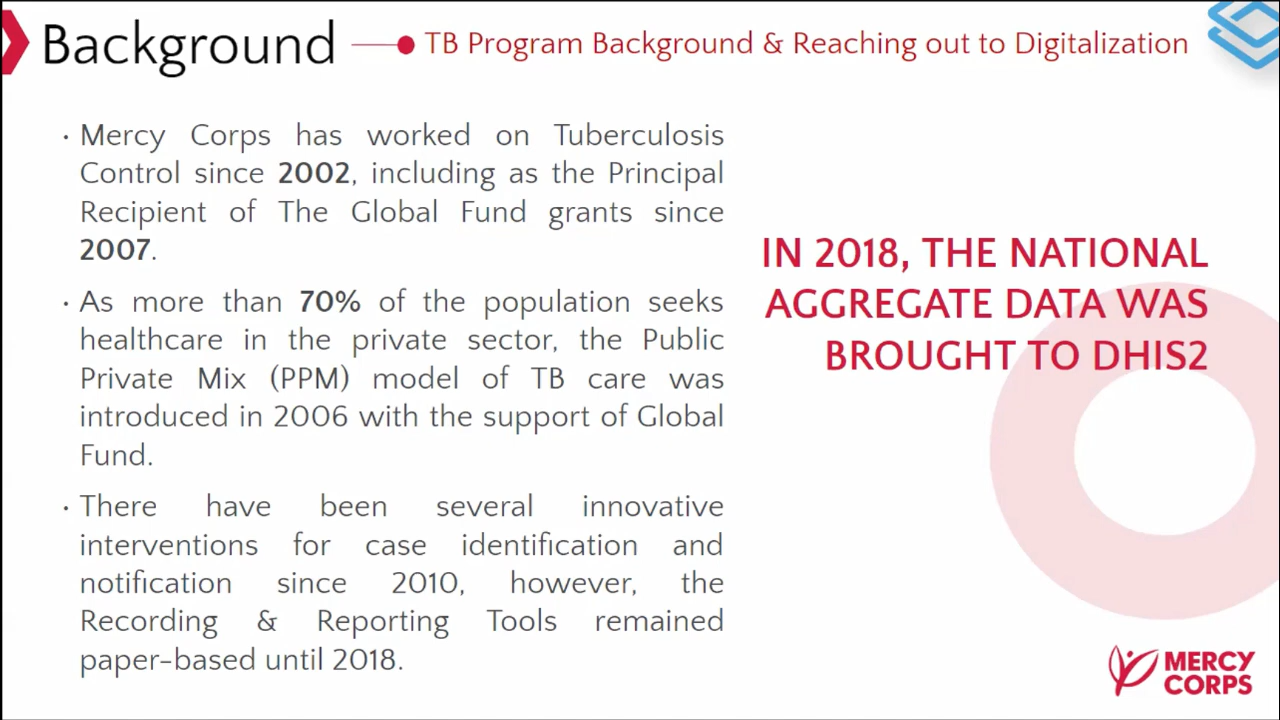 Background
TB Program Background & Reaching out to Digitalization
· Mercy Corps has worked on Tuberculosis
Control since 2002, including as the Principal
Recipient of The Global Fund grants since
2007.
· As more than 70% of the population seeks
healthcare in the private sector, the Public
Private Mix (PPM) model of TB care was
introduced in 2006 with the support of Global
Fund.
· There have been several innovative
interventions for case identification and
notification since 2010, however, the
Recording & Reporting Tools remained
paper-based until 2018.
IN 2018, THE NATIONAL
AGGREGATE DATA WAS
BROUGHT TO DHIS2
MERCY
CORPS